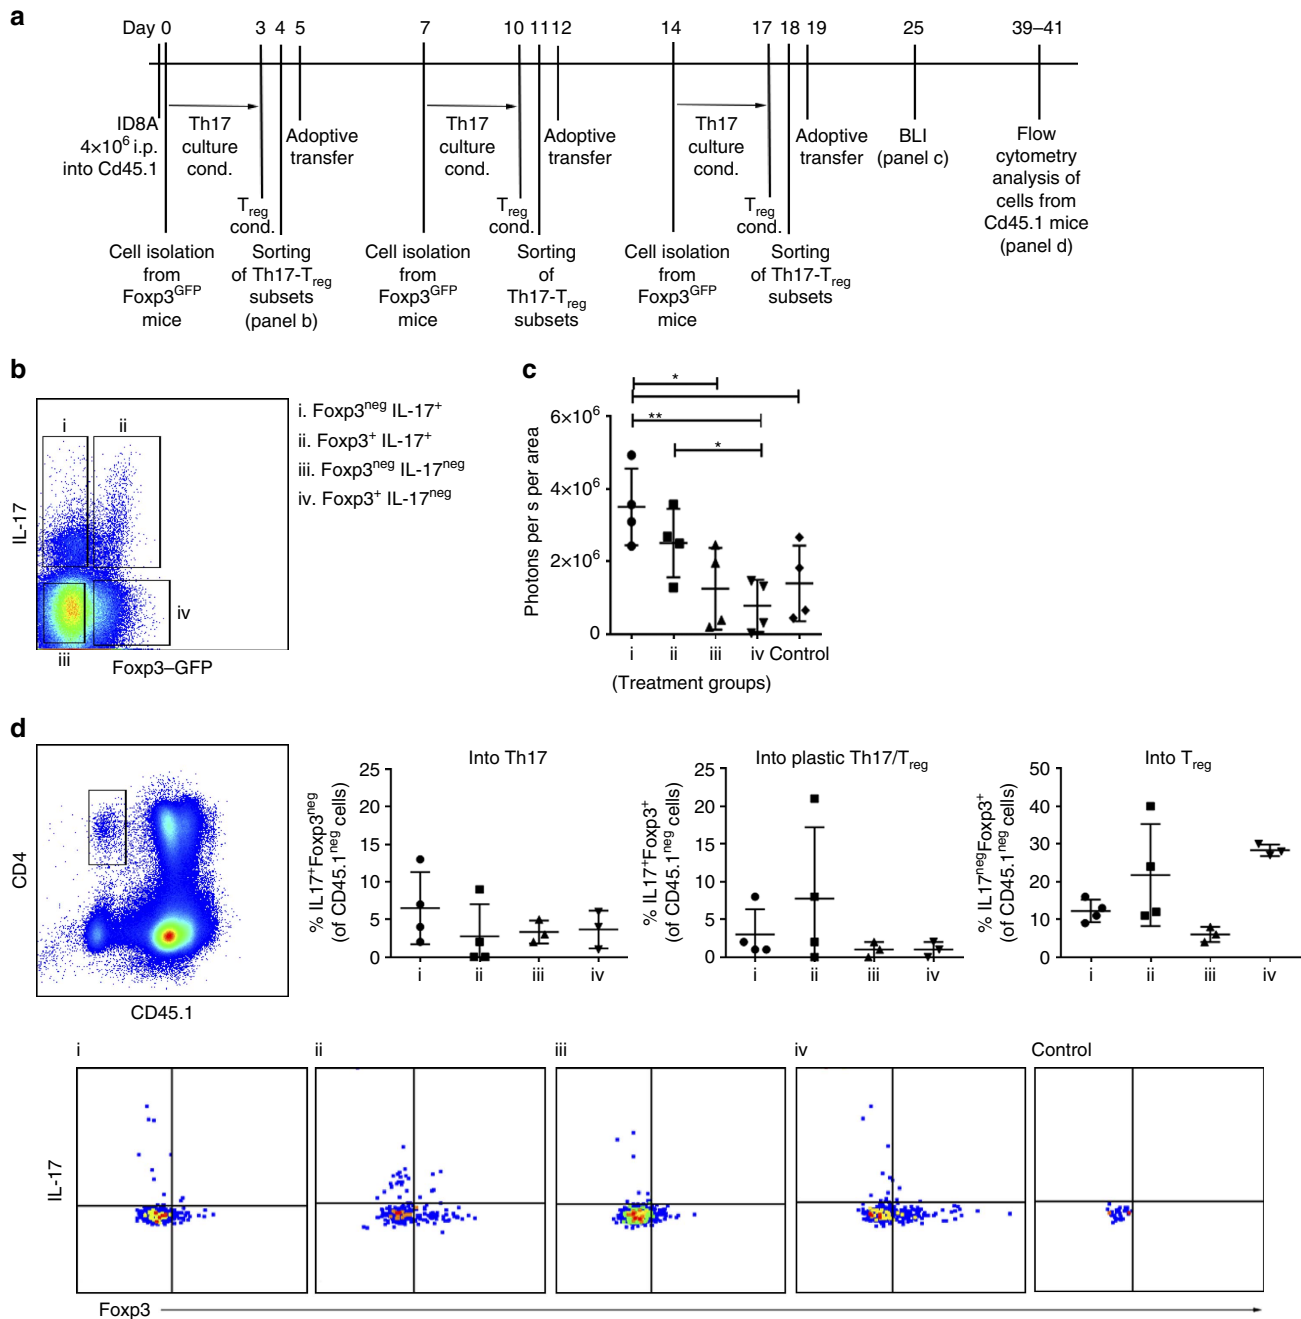 a
Day 0 3 4 5 7 10 11 12 14 17 18 19 25 39–41
ID8A
4×10⁶ i.p.
into Cd45.1
Th17
culture
cond.
Adoptive
transfer
Th17
culture
cond.
Adoptive
transfer
Th17
culture
cond.
Adoptive
transfer
BLI
(panel c)
Flow
cytometry
analysis of
cells from
Cd45.1 mice
(panel d)
Treg
cond.
Treg
cond.
Treg
cond.
Cell isolation
from
Foxp3GFP
mice
Sorting
of Th17-Treg
subsets
(panel b)
Cell isolation
from
Foxp3GFP
mice
Sorting
of
Th17-Treg
subsets
Cell isolation
from
Foxp3GFP
mice
Sorting
of Th17-Treg
subsets
b
i ii
iv
iii
IL-17
Foxp3–GFP
i. Foxp3neg IL-17+
ii. Foxp3+ IL-17+
iii. Foxp3neg IL-17neg
iv. Foxp3+ IL-17neg
c
*
**
*
Photons per s per area
6×10⁶
4×10⁶
2×10⁶
0
i ii iii iv Control
(Treatment groups)
d
CD4
CD45.1
Into Th17
% IL17+Foxp3neg
(of CD45.1neg cells)
25
20
15
10
5
0
i ii iii iv
Into plastic Th17/Treg
% IL17+Foxp3+
(of CD45.1neg cells)
25
20
15
10
5
0
i ii iii iv
Into Treg
% IL17negFoxp3+
(of CD45.1neg cells)
50
40
30
20
10
0
i ii iii iv
i ii iii iv Control
IL-17
Foxp3